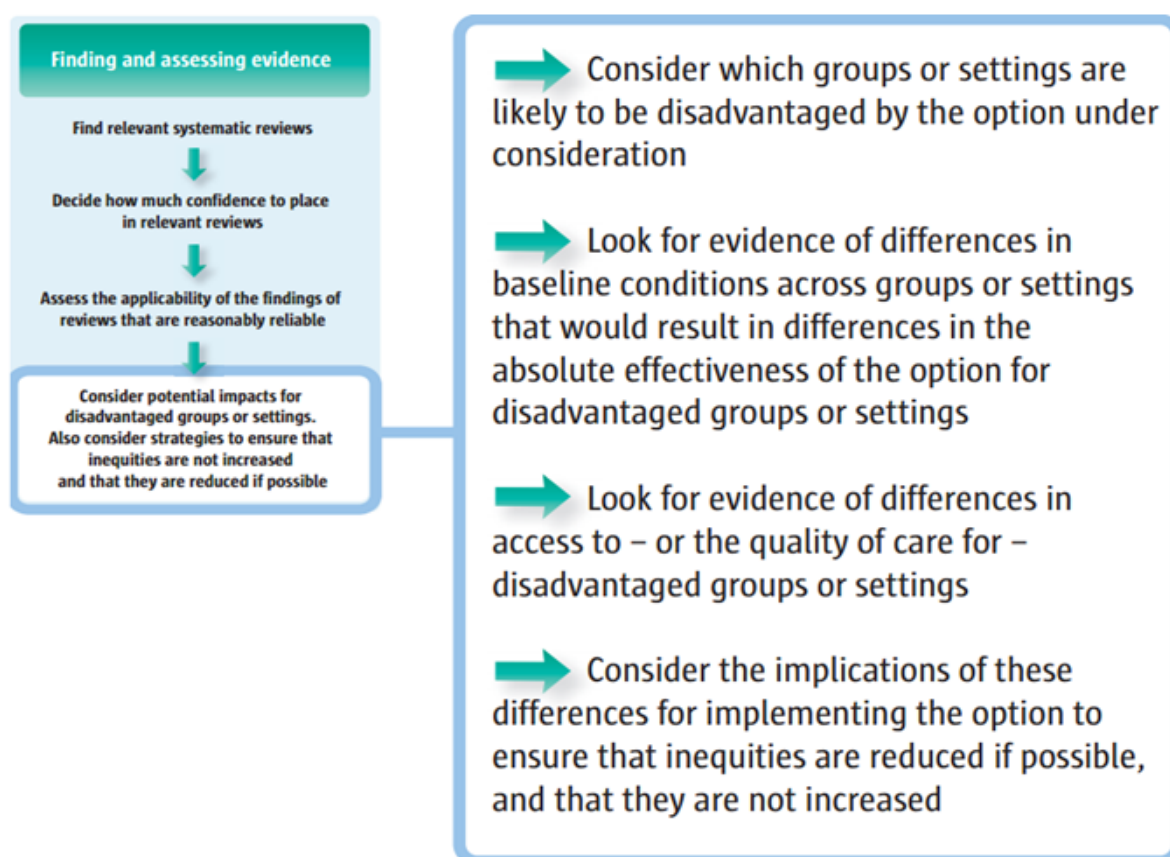 Finding and assessing evidence
Find relevant systematic reviews
Decide how much confidence to place
in relevant reviews
Assess the applicability of the findings of
reviews that are reasonably reliable
Consider potential impacts for
disadvantaged groups or settings.
Also consider strategies to ensure that
inequities are not increased
and that they are reduced if possible
Consider which groups or settings are
likely to be disadvantaged by the option under
consideration
Look for evidence of differences in
baseline conditions across groups or settings
that would result in differences in the
absolute effectiveness of the option for
disadvantaged groups or settings
Look for evidence of differences in
access to – or the quality of care for –
disadvantaged groups or settings
Consider the implications of these
differences for implementing the option to
ensure that inequities are reduced if possible,
and that they are not increased